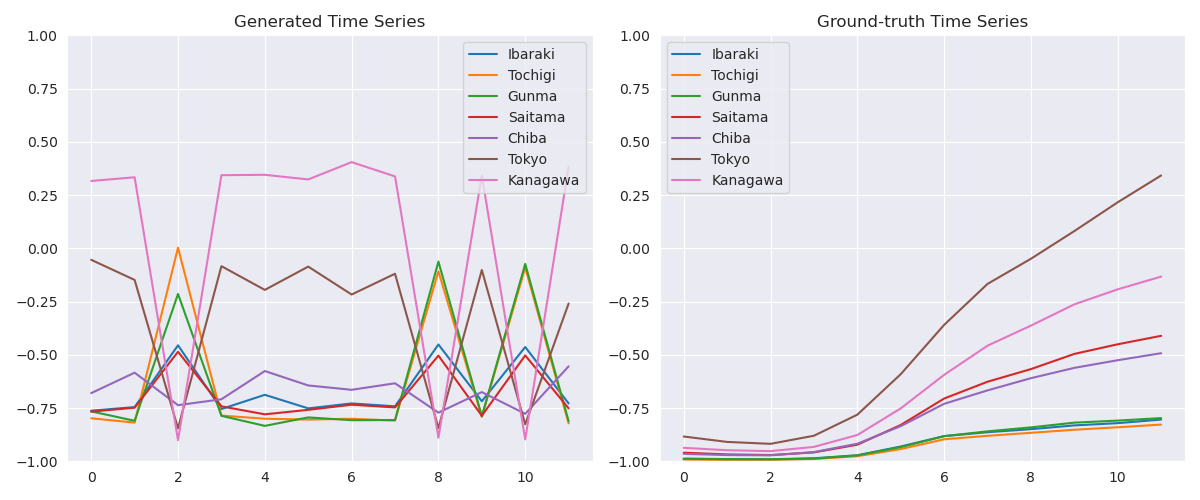 Generated Time Series
1.00
0.75
0.50
0.25
0.00
−0.25
−0.50
−0.75
−1.00
0 2 4 6 8 10
Ibaraki
Tochigi
Gunma
Saitama
Chiba
Tokyo
Kanagawa
Ground-truth Time Series
1.00
0.75
0.50
0.25
0.00
−0.25
−0.50
−0.75
−1.00
0 2 4 6 8 10
Ibaraki
Tochigi
Gunma
Saitama
Chiba
Tokyo
Kanagawa